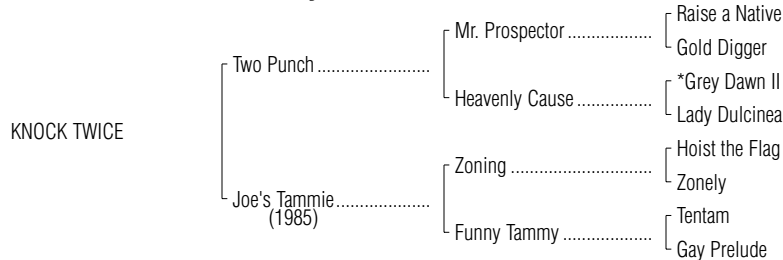 Raise a Native
Mr. Prospector ..................
Gold Digger
Two Punch ........................
*Grey Dawn II
Heavenly Cause ................
Lady Dulcinea
KNOCK TWICE
Hoist the Flag
Zoning ..............................
Zonely
Joe's Tammie ....................
(1985)
Tentam
Funny Tammy ...................
Gay Prelude